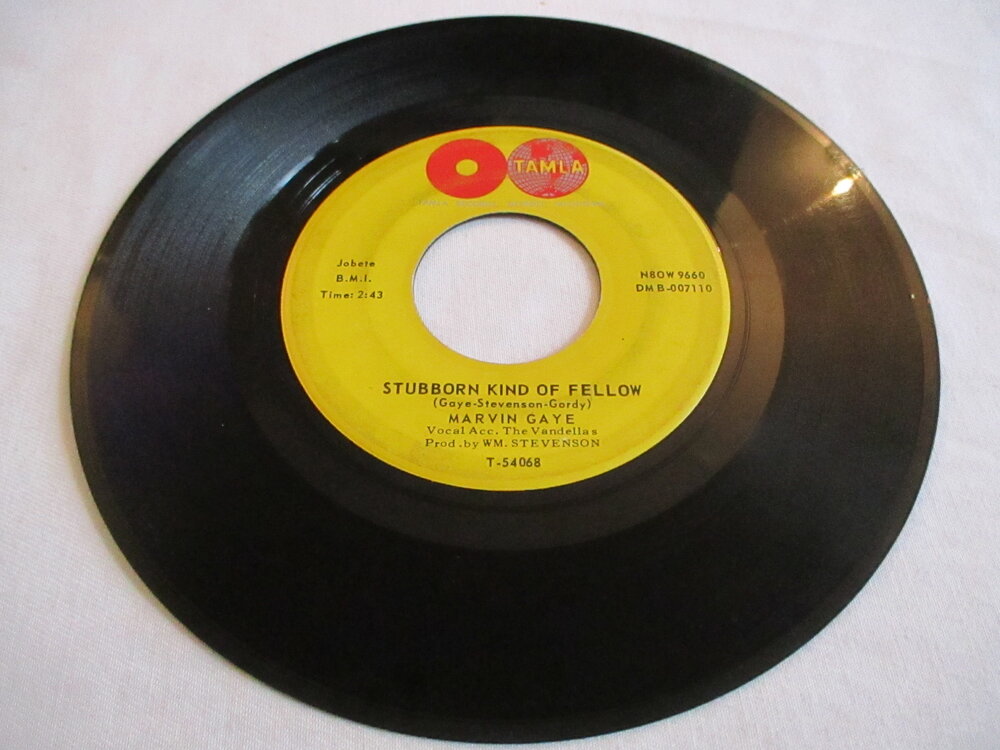 TAMLA
Jobete
B.M.I.
Time: 2:43
N8OW 9660
DM B-007110
STUBBORN KIND OF FELLOW
(Gaye-Stevenson-Gordy)
MARVIN GAYE
Vocal Acc. The Vandellas
Prod. by WM. STEVENSON
T-54068